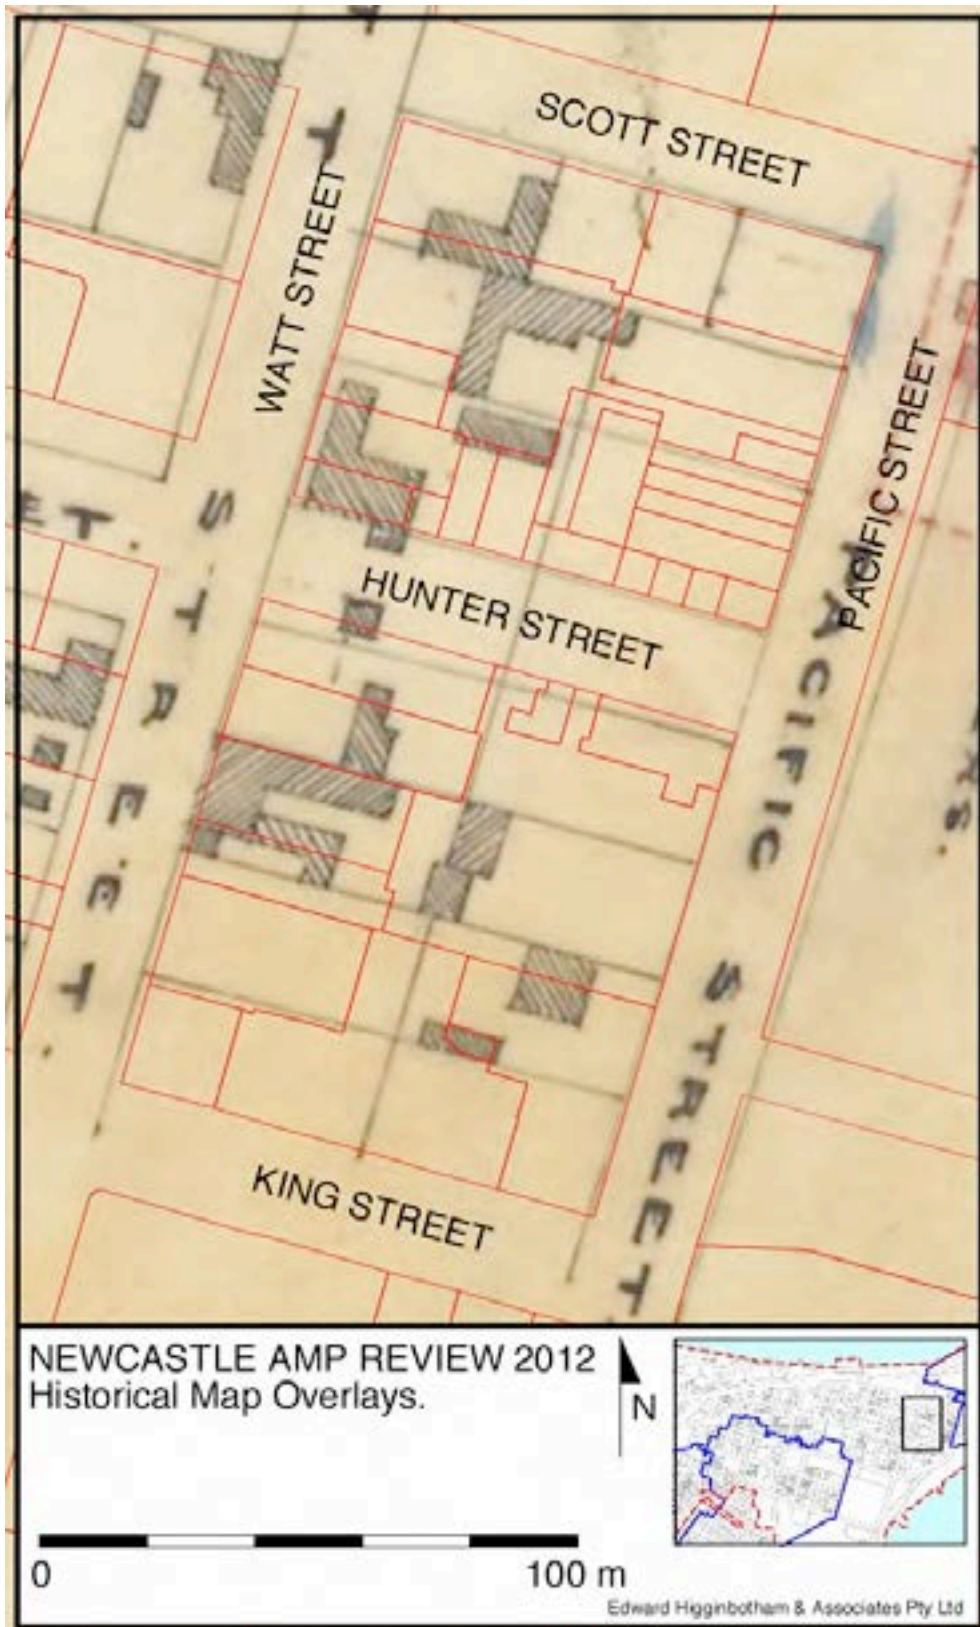 SCOTT STREET
WATT STREET
PACIFIC STREET
HUNTER STREET
STREET
ACIFIC STREET
KING STREET
NEWCASTLE AMP REVIEW 2012
Historical Map Overlays.
N
0 100 m
Edward Higginbotham & Associates Pty Ltd